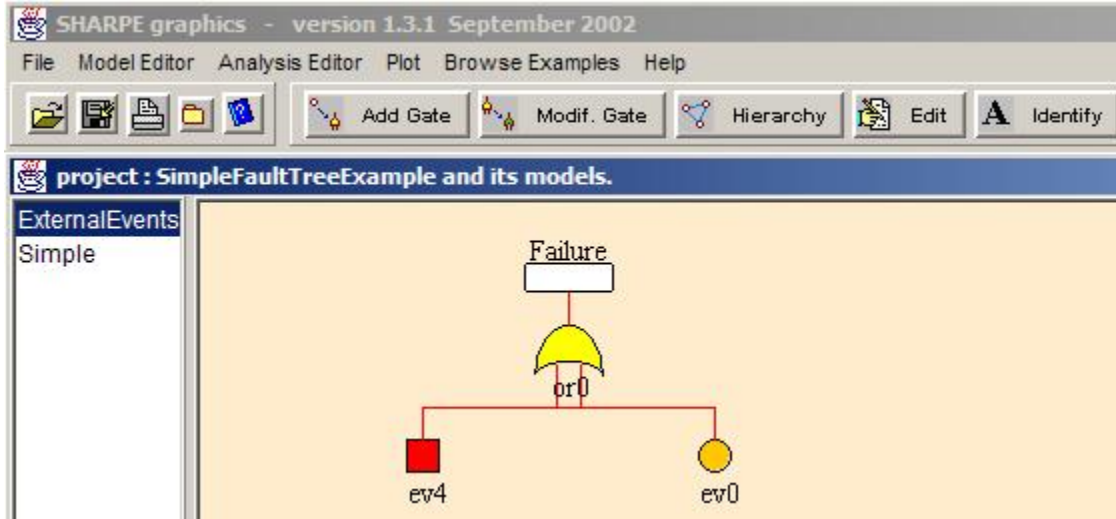 SHARPE graphics - version 1.3.1 September 2002
File Model Editor Analysis Editor Plot Browse Examples Help
Add Gate Modif. Gate Hierarchy Edit A Identify
project : SimpleFaultTreeExample and its models.
ExternalEvents
Simple
Failure
or0
ev4 ev0